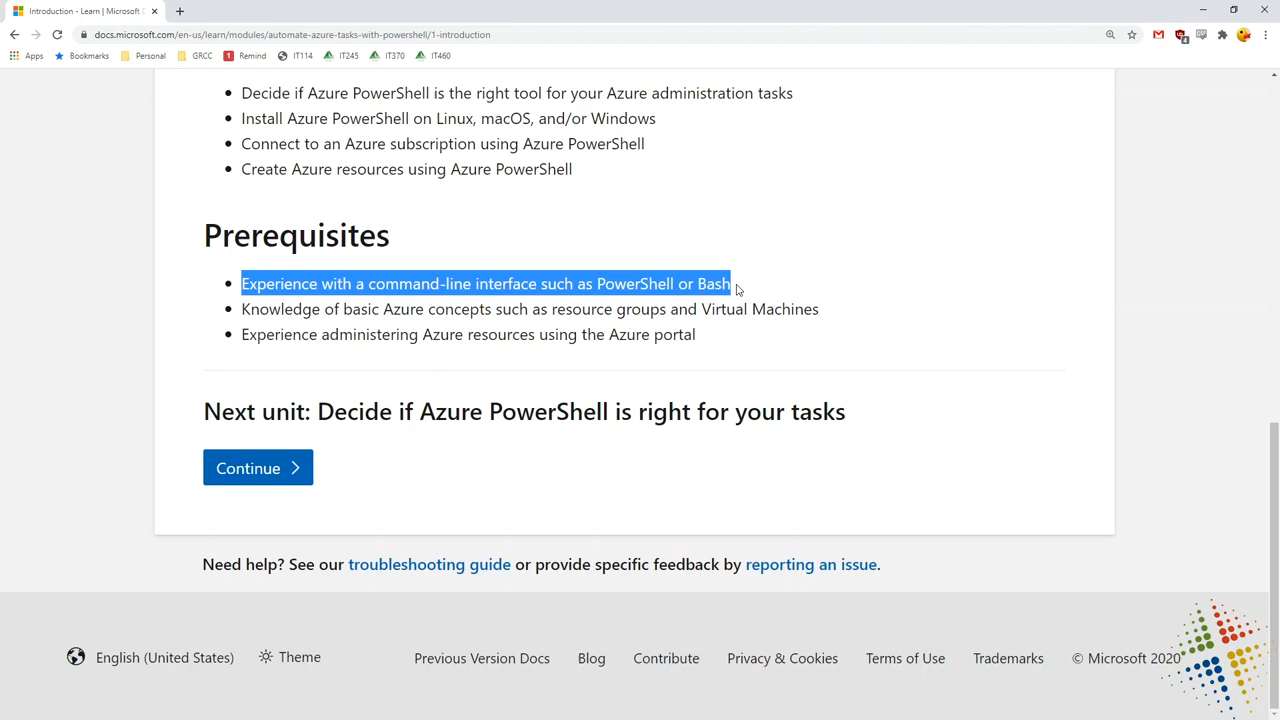 Introduction - Learn | Microsoft
docs.microsoft.com/en-us/learn/modules/automate-azure-tasks-with-powershell/1-introduction
Apps Bookmarks Personal GRCC 1 Remind IT114 IT245 IT370 IT460
• Decide if Azure PowerShell is the right tool for your Azure administration tasks
• Install Azure PowerShell on Linux, macOS, and/or Windows
• Connect to an Azure subscription using Azure PowerShell
• Create Azure resources using Azure PowerShell
Prerequisites
• Experience with a command-line interface such as PowerShell or Bash
• Knowledge of basic Azure concepts such as resource groups and Virtual Machines
• Experience administering Azure resources using the Azure portal
Next unit: Decide if Azure PowerShell is right for your tasks
Continue
Need help? See our troubleshooting guide or provide specific feedback by reporting an issue.
English (United States) Theme Previous Version Docs Blog Contribute Privacy & Cookies Terms of Use Trademarks © Microsoft 2020